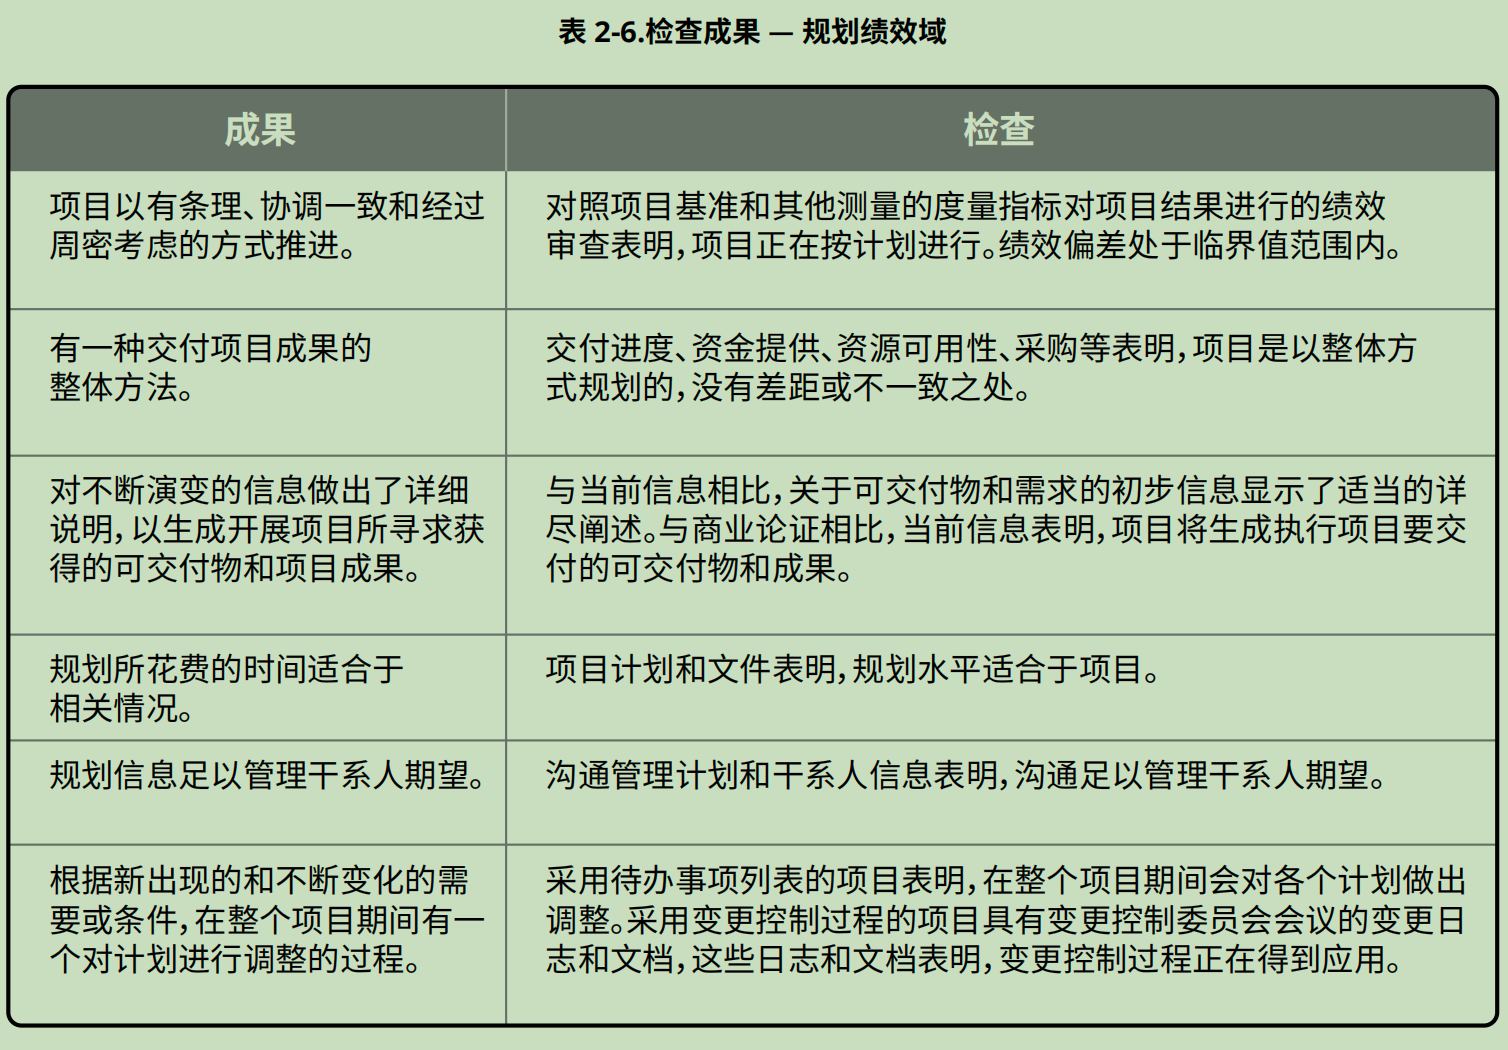 表 2-6.检查成果 — 规划绩效域
成果
检查
项目以有条理、协调一致和经过
周密考虑的方式推进。
对照项目基准和其他测量的度量指标对项目结果进行的绩效
审查表明，项目正在按计划进行。绩效偏差处于临界值范围内。
有一种交付项目成果的
整体方法。
交付进度、资金提供、资源可用性、采购等表明，项目是以整体方
式规划的，没有差距或不一致之处。
对不断演变的信息做出了详细
说明，以生成开展项目所寻求获
得的可交付物和项目成果。
与当前信息相比，关于可交付物和需求的初步信息显示了适当的详
尽阐述。与商业论证相比，当前信息表明，项目将生成执行项目要交
付的可交付物和成果。
规划所花费的时间适合于
相关情况。
项目计划和文件表明，规划水平适合于项目。
规划信息足以管理干系人期望。
沟通管理计划和干系人信息表明，沟通足以管理干系人期望。
根据新出现的和不断变化的需
要或条件，在整个项目期间有一
个对计划进行调整的过程。
采用待办事项列表的项目表明，在整个项目期间会对各个计划做出
调整。采用变更控制过程的项目具有变更控制委员会会议的变更日
志和文档，这些日志和文档表明，变更控制过程正在得到应用。